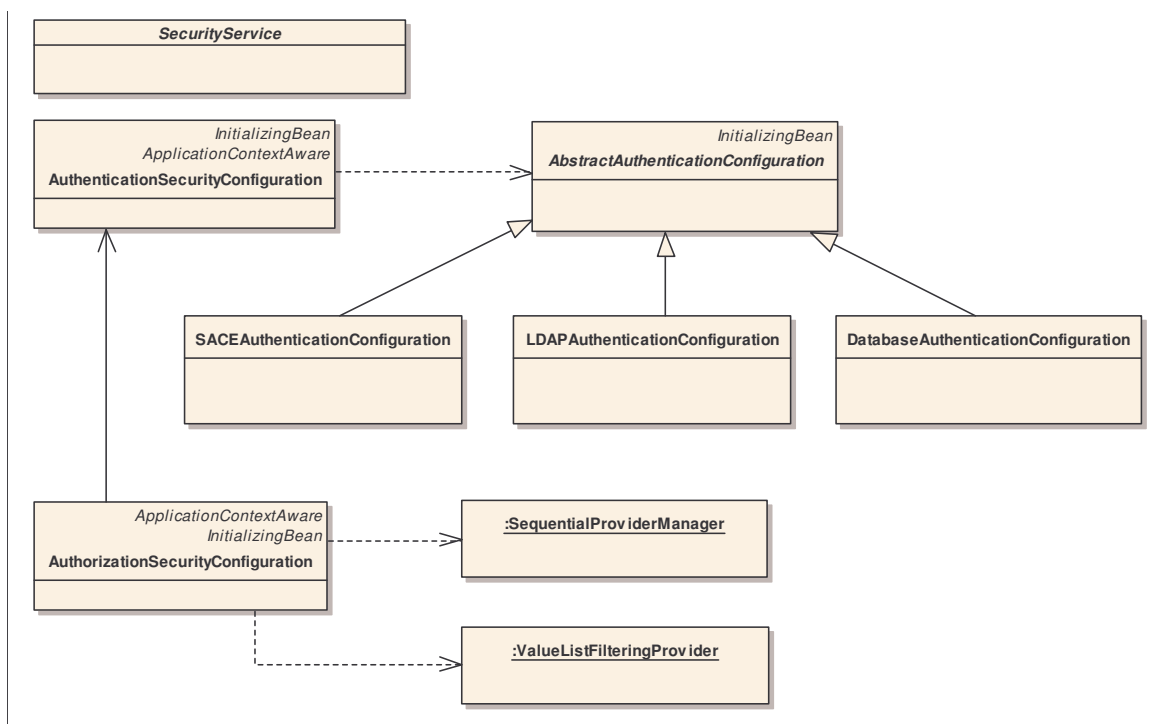 SecurityService
InitializingBean
ApplicationContextAware
AuthenticationSecurityConfiguration
InitializingBean
AbstractAuthenticationConfiguration
SACEAuthenticationConfiguration
LDAPAuthenticationConfiguration
DatabaseAuthenticationConfiguration
ApplicationContextAware
InitializingBean
AuthorizationSecurityConfiguration
:SequentialProviderManager
:ValueListFilteringProvider